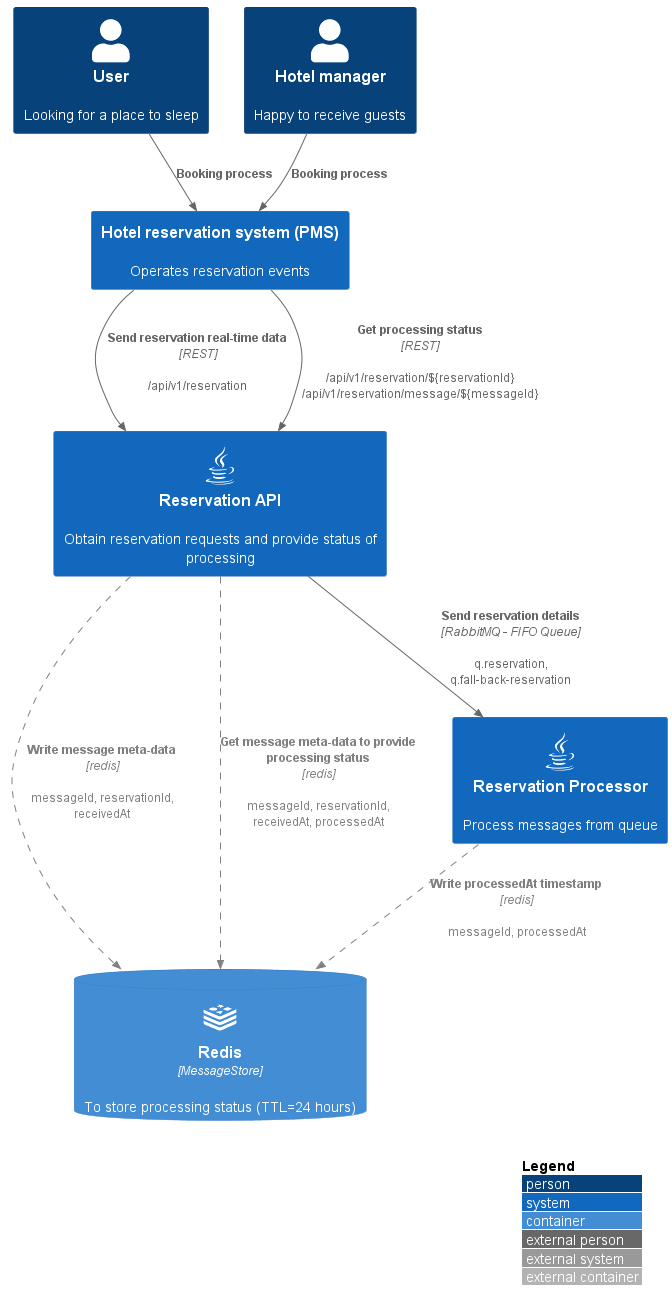 User
Looking for a place to sleep
Hotel manager
Happy to receive guests
Booking process
Booking process
Hotel reservation system (PMS)
Operates reservation events
Send reservation real-time data
[REST]
/api/v1/reservation
Get processing status
[REST]
/api/v1/reservation/${reservationId}
/api/v1/reservation/message/${messageId}
Reservation API
Obtain reservation requests and provide status of
processing
Send reservation details
[RabbitMQ - FIFO Queue]
q.reservation,
q.fall-back-reservation
Write message meta-data
[redis]
messageId, reservationId,
receivedAt
Get message meta-data to provide
processing status
[redis]
messageId, reservationId,
receivedAt, processedAt
Reservation Processor
Process messages from queue
Write processedAt timestamp
[redis]
messageId, processedAt
Redis
[MessageStore]
To store processing status (TTL=24 hours)
Legend
person
system
container
external person
external system
external container